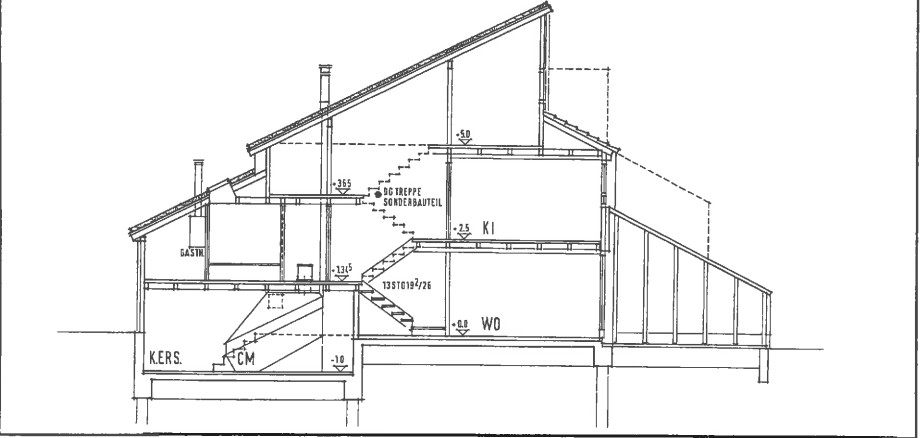 +5.0
+3.65
DG TREPPE
SONDERBAUTEIL
+2.5
KI
GASTH.
+1.34⁵
13 STG 19²/26
±0.0
WO
K.ERS.
CM
-1.0